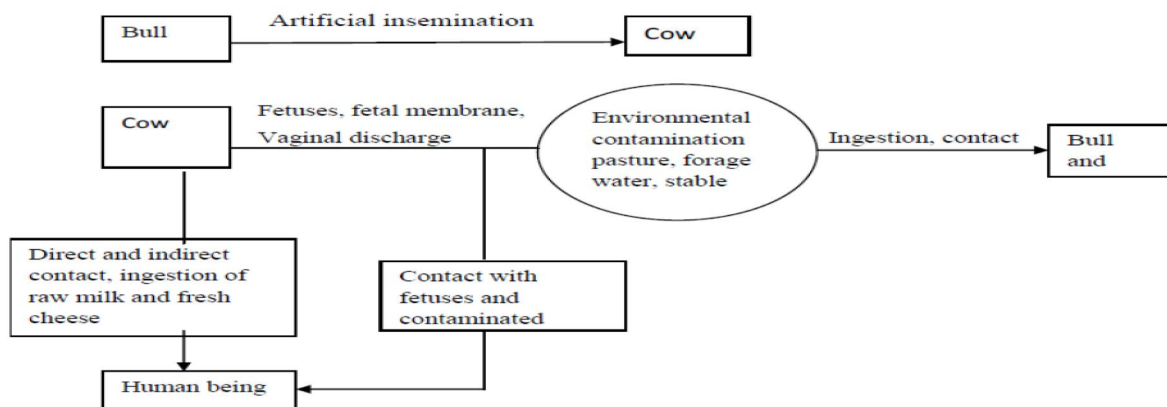 Bull
Artificial insemination
Cow
Cow
Fetuses, fetal membrane,
Vaginal discharge
Environmental
contamination
pasture, forage
water, stable
Ingestion, contact
Bull
and
Direct and indirect
contact, ingestion of
raw milk and fresh
cheese
Contact with
fetuses and
contaminated
Human being